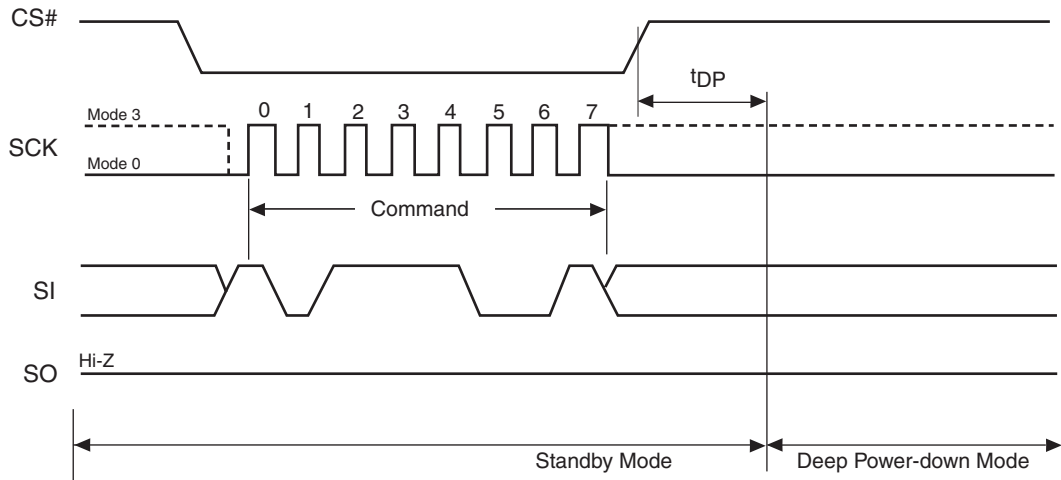 CS#
tDP
Mode 3
0 1 2 3 4 5 6 7
SCK
Mode 0
Command
SI
Hi-Z
SO
Standby Mode
Deep Power-down Mode